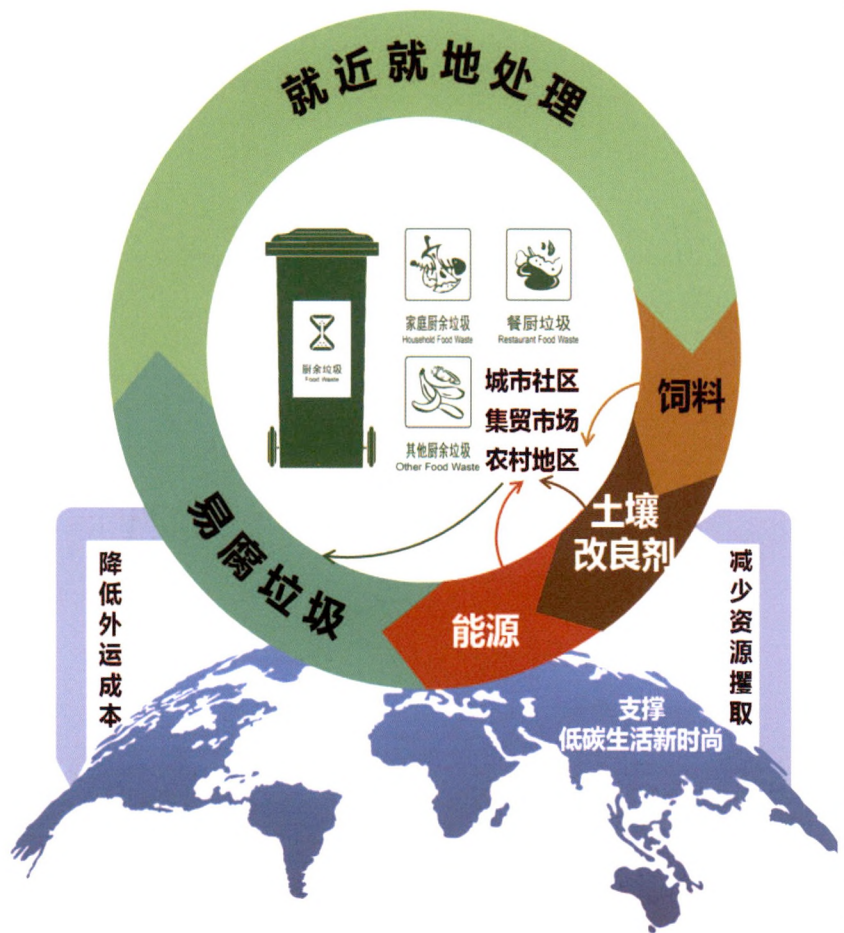 就近就地处理
厨余垃圾
Food Waste
家庭厨余垃圾
Household Food Waste
餐厨垃圾
Restaurant Food Waste
其他厨余垃圾
Other Food Waste
城市社区
集贸市场
农村地区
饲料
土壤
改良剂
能源
易腐垃圾
降低外运成本
减少资源攫取
支撑
低碳生活新时尚